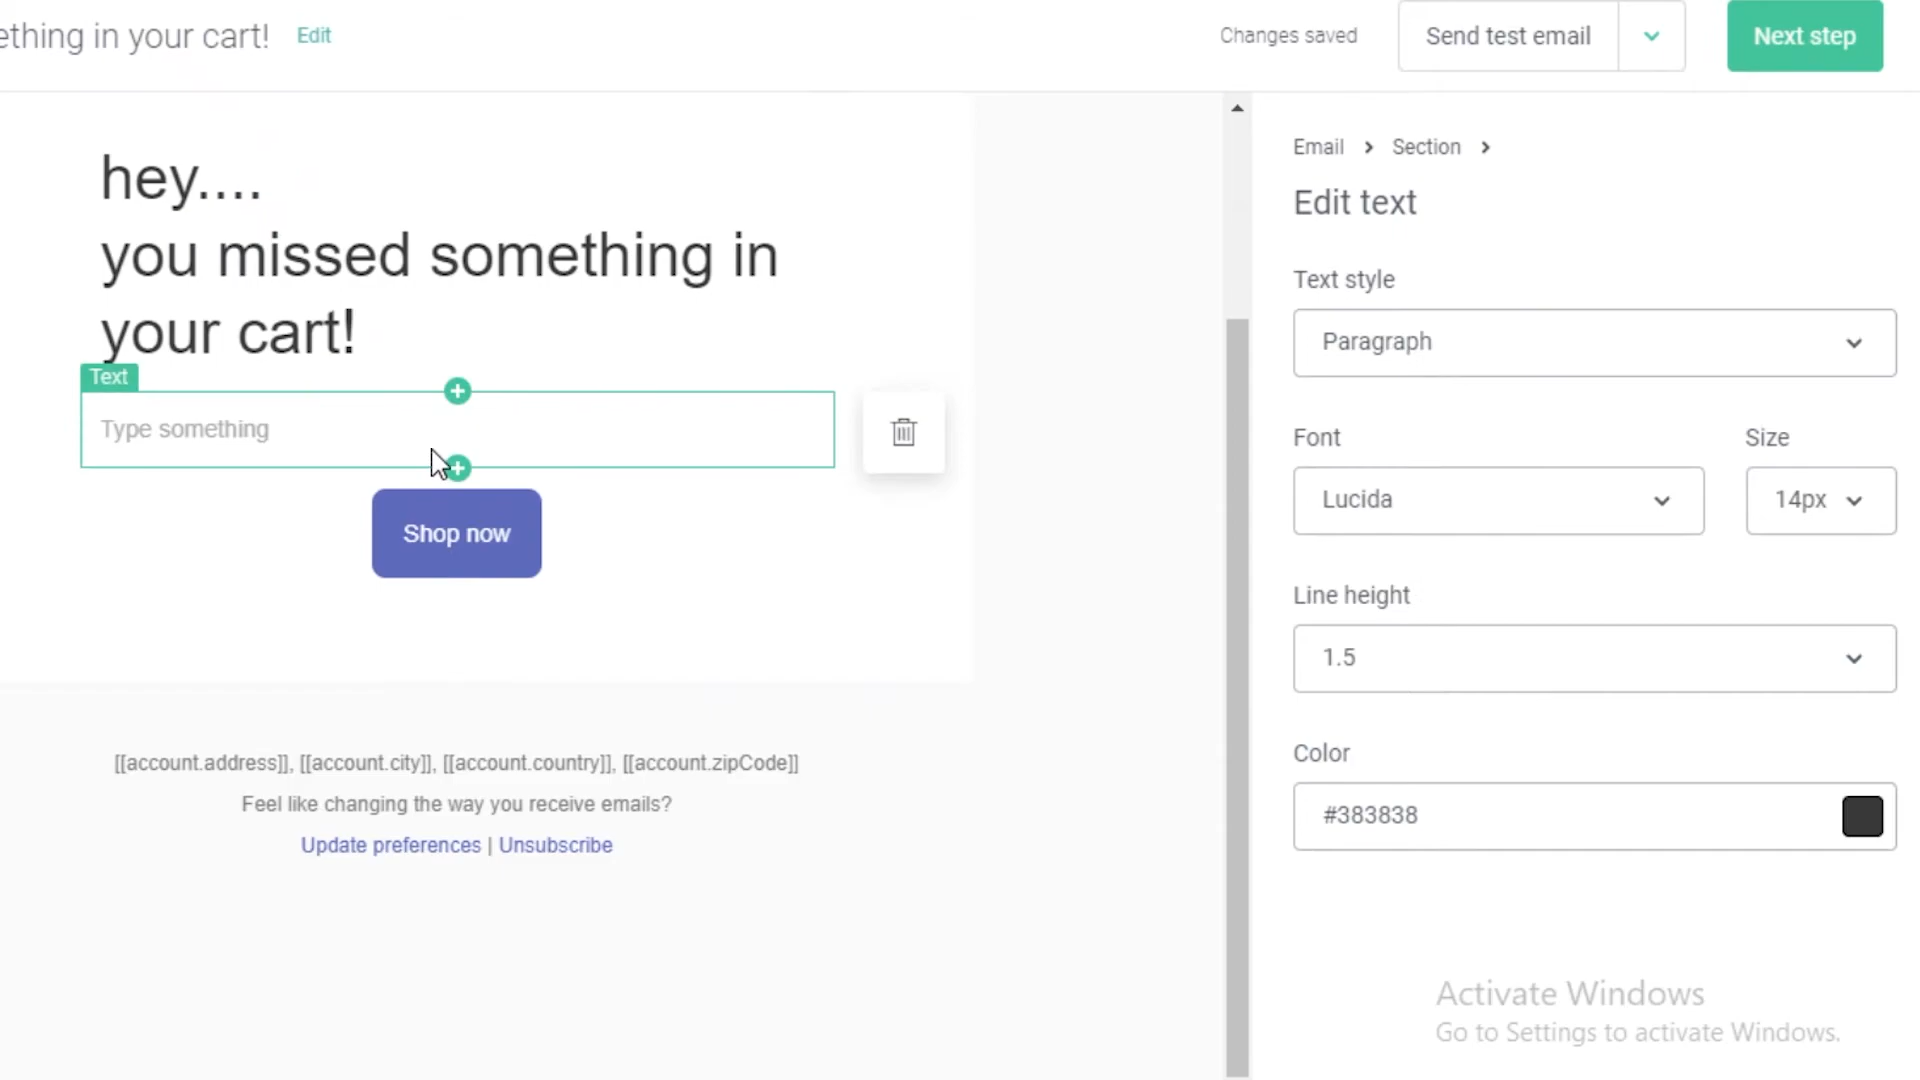 ething in your cart!
Edit
Changes saved
Send test email
Next step
hey....
you missed something in
your cart!
Text
Type something
Shop now
[[account.address]], [[account.city]], [[account.country]], [[account.zipCode]]
Feel like changing the way you receive emails?
Update preferences | Unsubscribe
Email
Section
Edit text
Text style
Paragraph
Font
Size
Lucida
14px
Line height
1.5
Color
#383838
Activate Windows
Go to Settings to activate Windows.